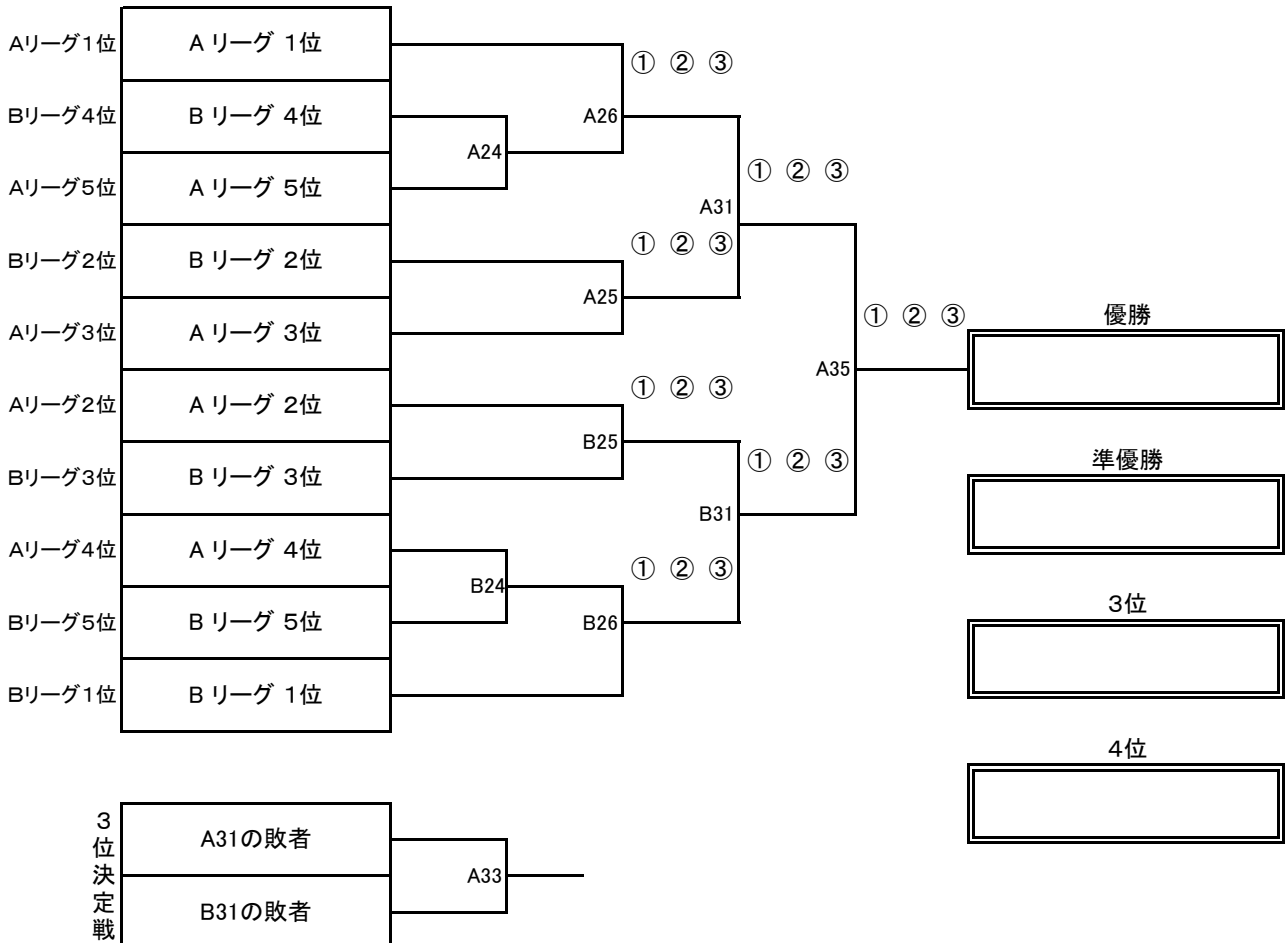 Aリーグ1位 A リーグ 1位
① ② ③
Bリーグ4位 B リーグ 4位 A26
A24
① ② ③
Aリーグ5位 A リーグ 5位
A31
① ② ③
Bリーグ2位 B リーグ 2位
A25
Aリーグ3位 A リーグ 3位
① ② ③ 優勝
A35
Aリーグ2位 A リーグ 2位 ① ② ③
B25
① ② ③ 準優勝
Bリーグ3位 B リーグ 3位
B31
Aリーグ4位 A リーグ 4位
① ② ③
B24
3位
Bリーグ5位 B リーグ 5位 B26
Bリーグ1位 B リーグ 1位
4位
3位決定戦
A31の敗者
A33
B31の敗者